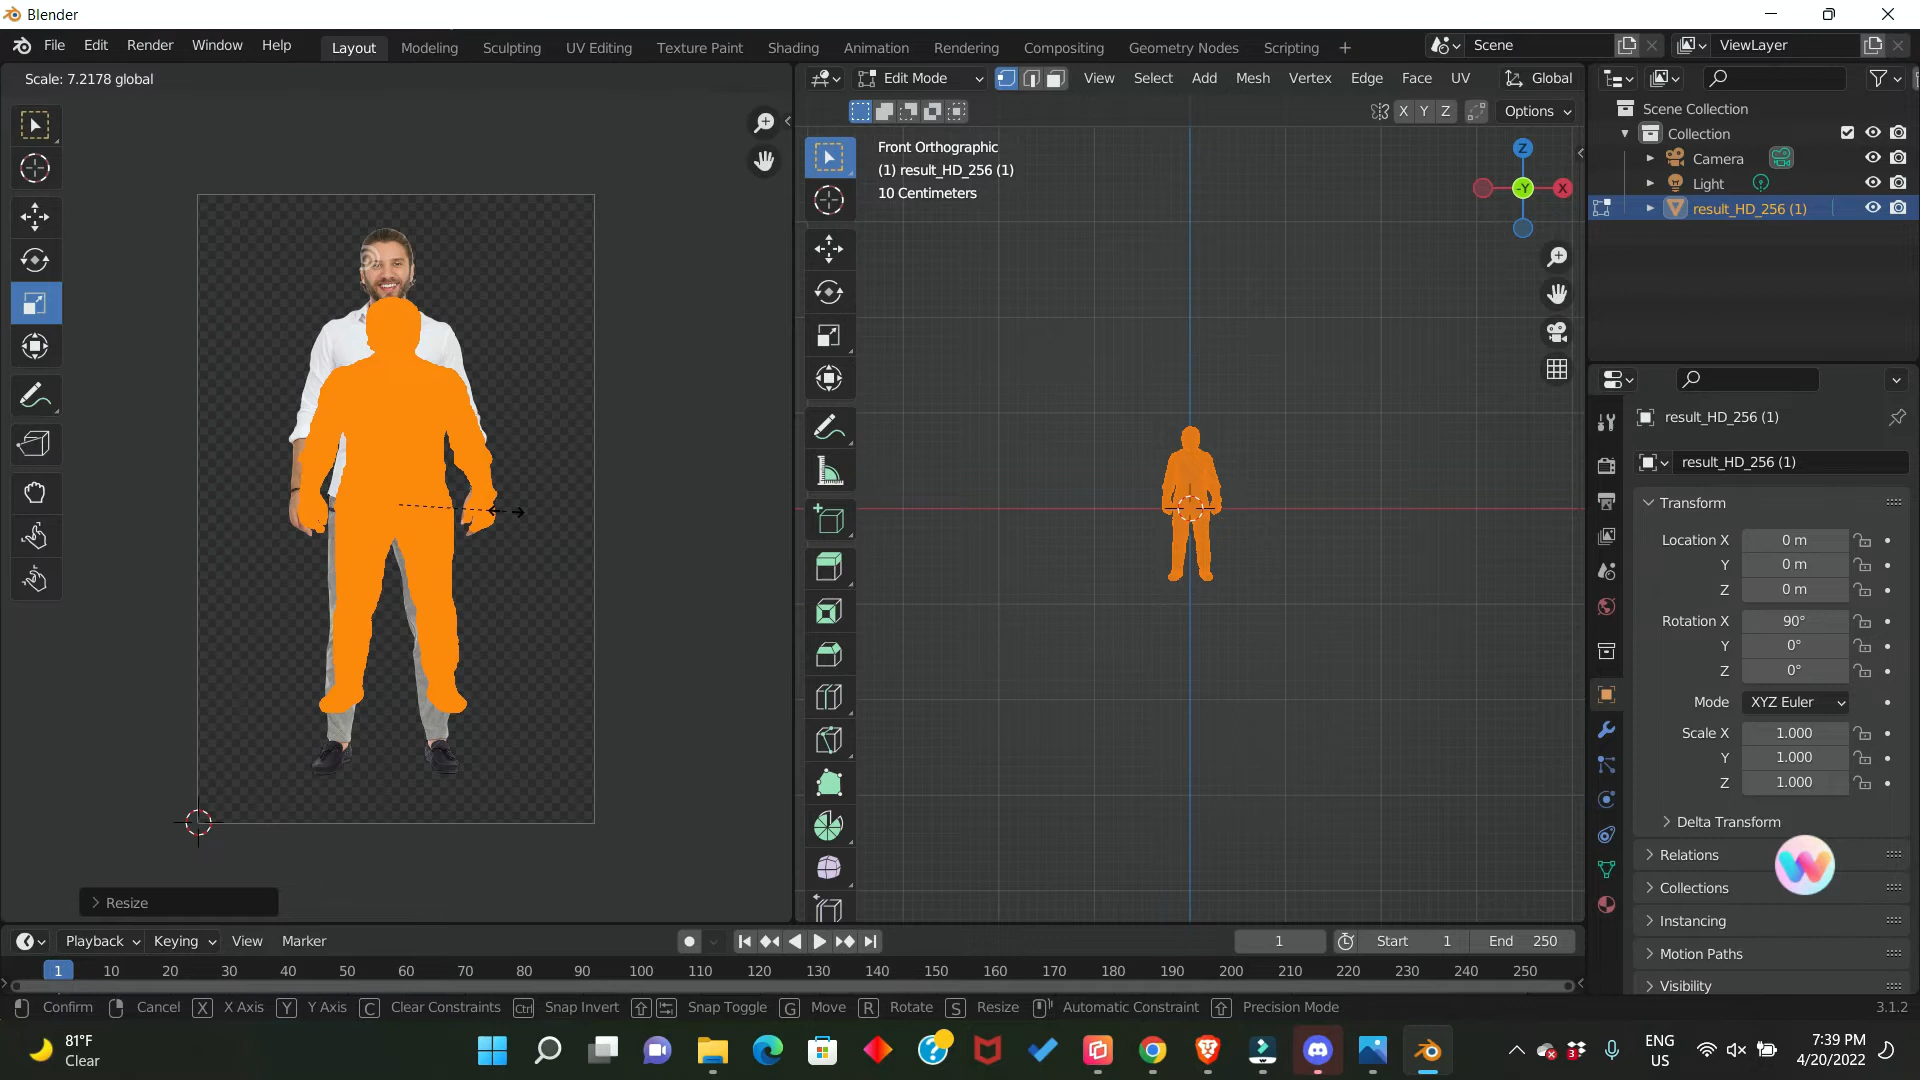 Blender
File Edit Render Window Help
Layout Modeling Sculpting UV Editing Texture Paint Shading Animation Rendering Compositing Geometry Nodes Scripting +
Scene
ViewLayer
Scale: 7.2178 global
Edit Mode
View Select Add Mesh Vertex Edge Face UV
Global
X Y Z
Options
Front Orthographic
(1) result_HD_256 (1)
10 Centimeters
Z
-Y
X
Scene Collection
Collection
Camera
Light
result_HD_256 (1)
result_HD_256 (1)
result_HD_256 (1)
Transform
Location X 0 m
Y 0 m
Z 0 m
Rotation X 90°
Y 0°
Z 0°
Mode XYZ Euler
Scale X 1.000
Y 1.000
Z 1.000
Delta Transform
Relations
Collections
Instancing
Motion Paths
Visibility
Resize
Playback Keying View Marker
1
Start 1
End 250
1 10 20 30 40 50 60 70 80 90 100 110 120 130 140 150 160 170 180 190 200 210 220 230 240 250
Confirm Cancel X X Axis Y Y Axis C Clear Constraints Ctrl Snap Invert Snap Toggle G Move R Rotate S Resize Automatic Constraint Precision Mode
3.1.2
81°F
Clear
3
ENG
US
7:39 PM
4/20/2022